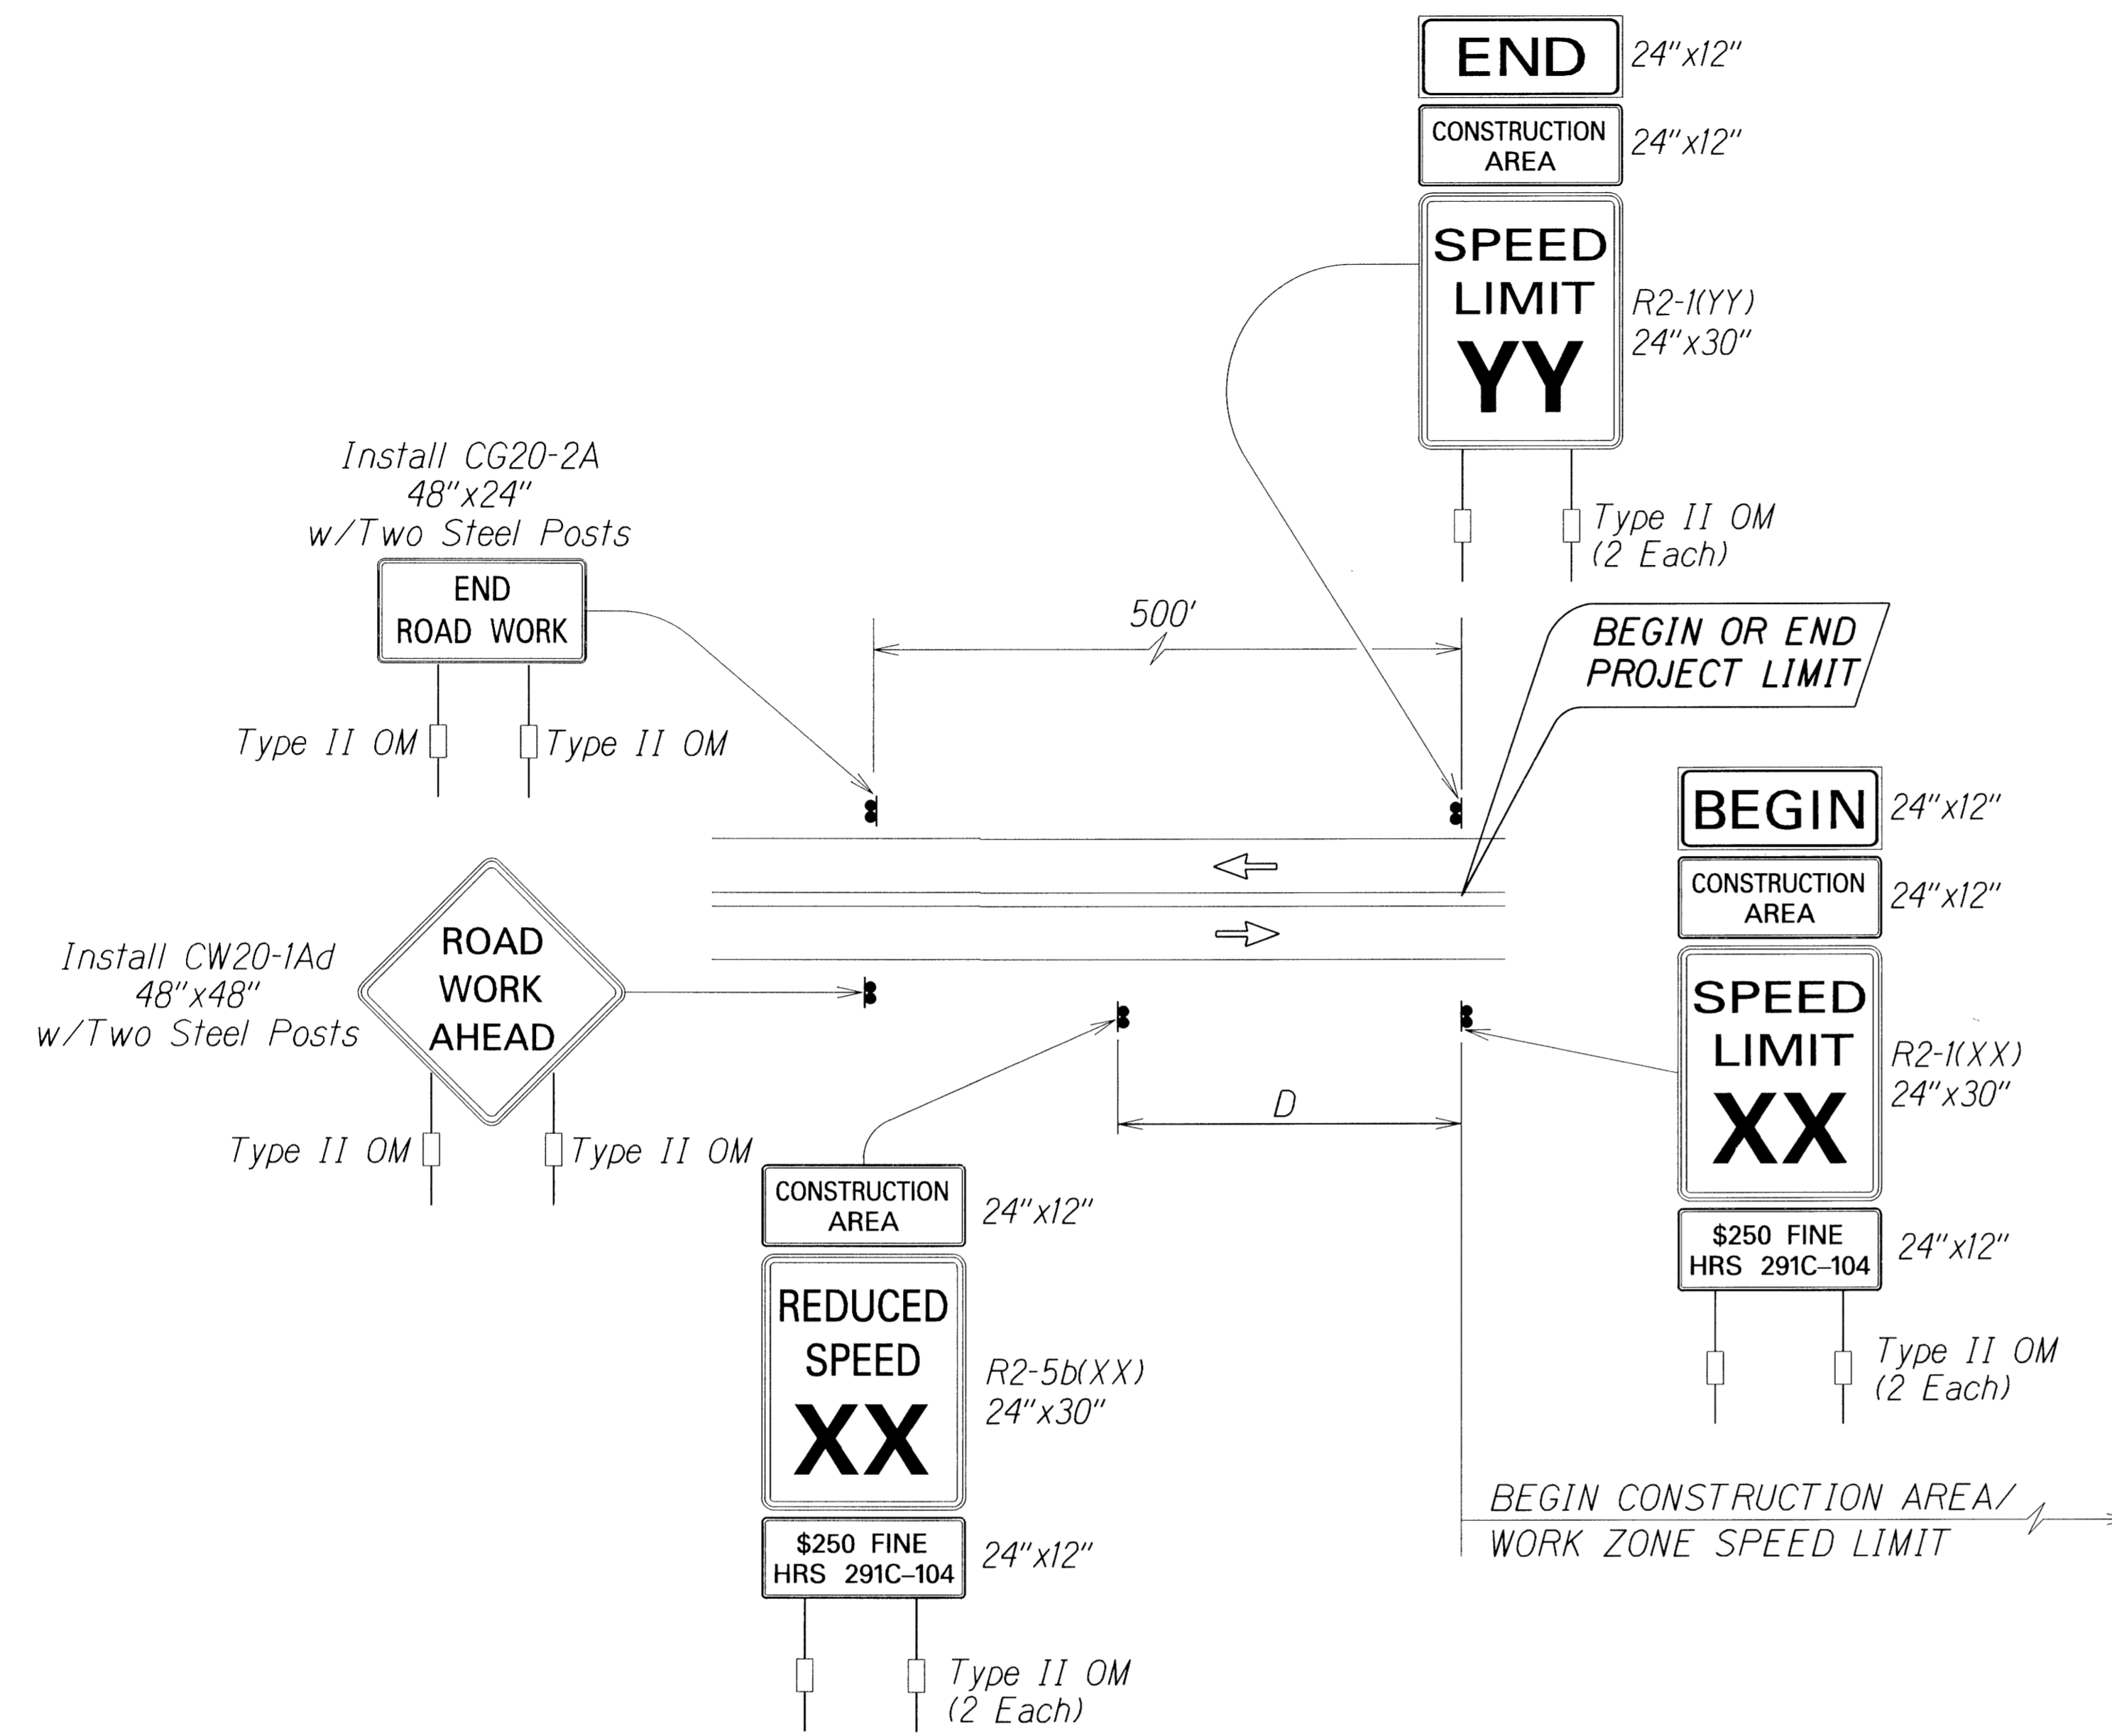 END
24"x12"
CONSTRUCTION
AREA
24"x12"
SPEED
LIMIT
YY
R2-1(YY)
24"x30"
Type II OM
(2 Each)
Install CG20-2A
48"x24"
w/Two Steel Posts
END
ROAD WORK
Type II OM
Type II OM
500'
BEGIN OR END
PROJECT LIMIT
BEGIN
24"x12"
CONSTRUCTION
AREA
24"x12"
SPEED
LIMIT
XX
R2-1(XX)
24"x30"
$250 FINE
HRS 291C-104
24"x12"
Type II OM
(2 Each)
Install CW20-1Ad
48"x48"
w/Two Steel Posts
ROAD
WORK
AHEAD
Type II OM
Type II OM
D
CONSTRUCTION
AREA
24"x12"
REDUCED
SPEED
XX
R2-5b(XX)
24"x30"
$250 FINE
HRS 291C-104
24"x12"
Type II OM
(2 Each)
BEGIN CONSTRUCTION AREA/
WORK ZONE SPEED LIMIT